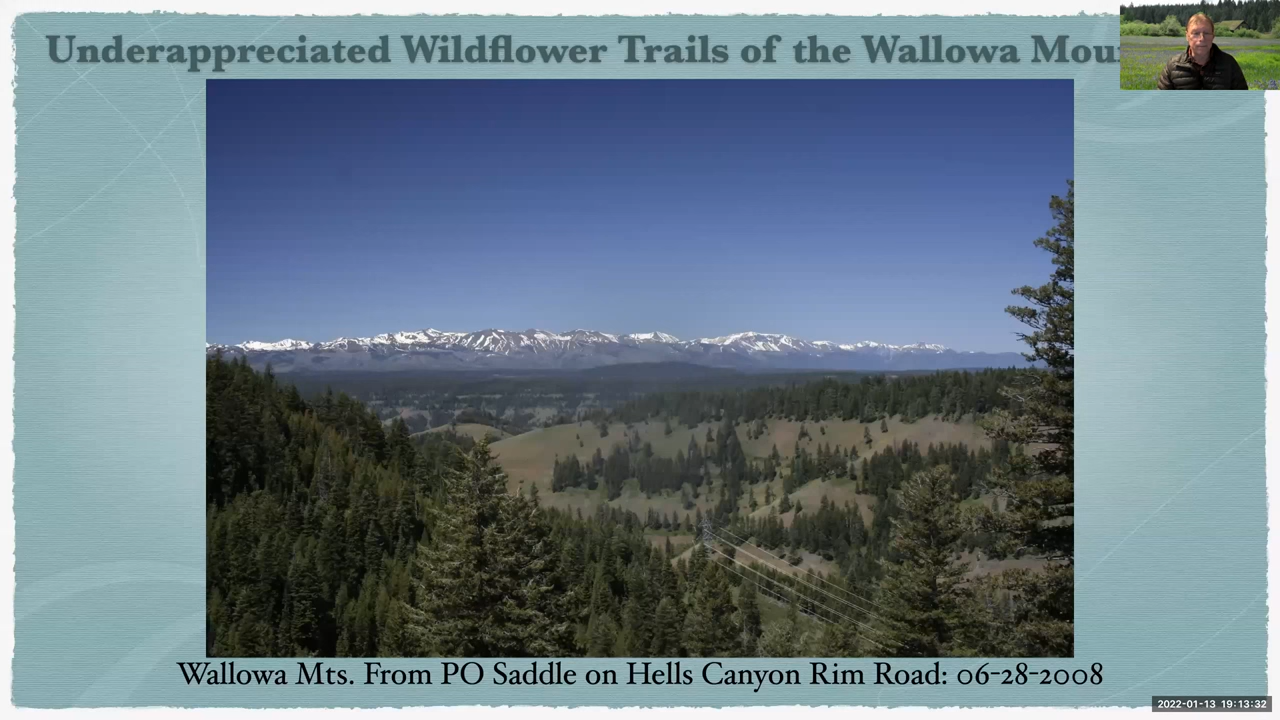 Underappreciated Wildflower Trails of the Wallowa
Wallowa Mts. From PO Saddle on Hells Canyon Rim Road: 06-28-2008
2022-01-13 19:13:32